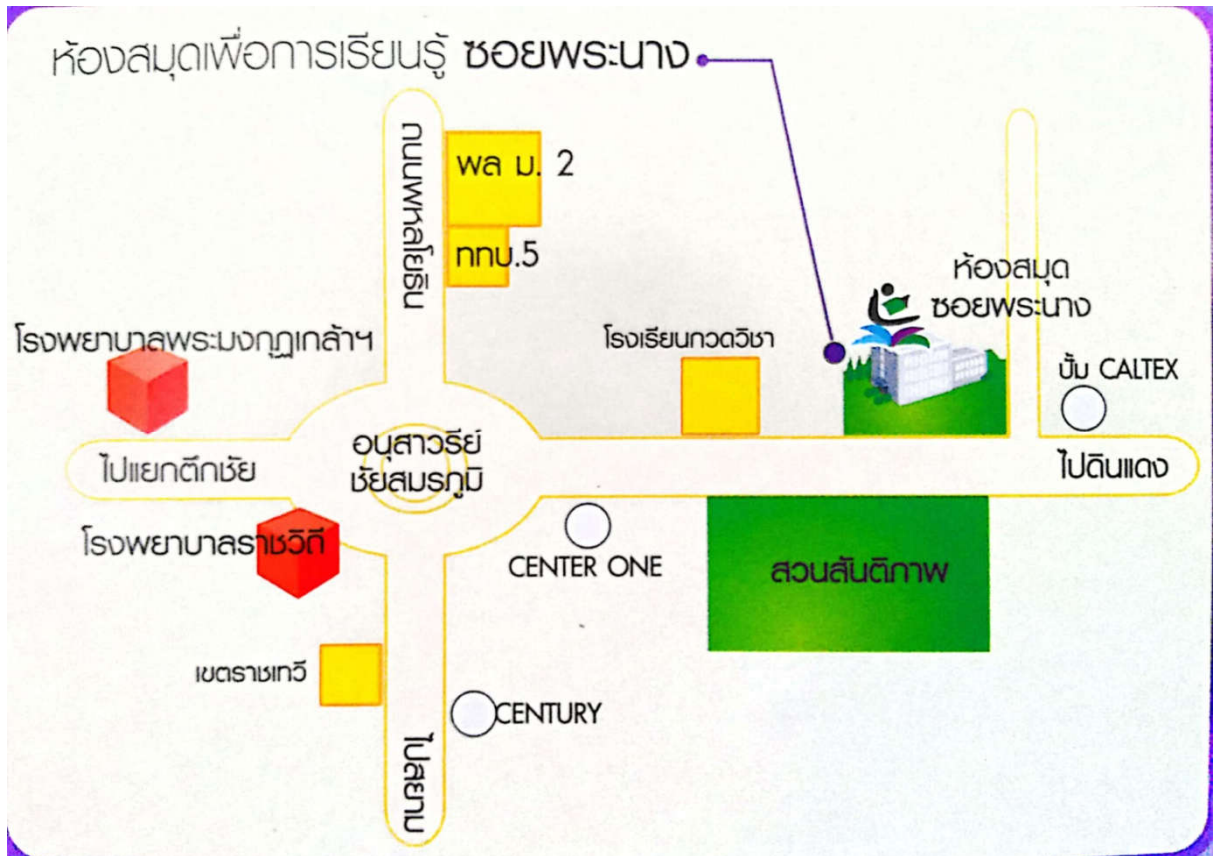 ห้องสมุดเพื่อการเรียนรู้ ซอยพระนาง
ถนนพหลโยธิน
พล ม. 2
ททบ.5
ห้องสมุด
ซอยพระนาง
โรงพยาบาลพระมงกุฎเกล้าฯ
โรงเรียนกวดวิชา
ปั้ม CALTEX
อนุสาวรีย์
ชัยสมรภูมิ
ไปแยกตึกชัย
ไปดินแดง
โรงพยาบาลราชวิถี
CENTER ONE
สวนสันติภาพ
เขตราชเทวี
CENTURY
ไปสยาม